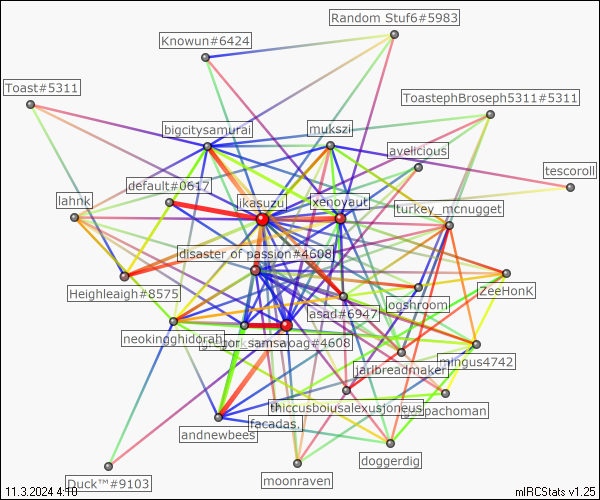 Random Stuf6#5983
Knowun#6424
Toast#5311
ToastephBroseph5311#5311
bigcitysamurai
mukszi
avelicious
tescoroll
default#0617
lahnk
ikasuzu
xenoyaut
turkey_mcnugget
disaster of passion#4608
Heighleaigh#8575
ooshroom
ZeeHonK
asad#6947
neokingghidorah
samsaoag#4608
mingus4742
jarlbreadmaker
thiccusboiusalexusjoneus
pachoman
facadas.
andnewbees
doggerdig
moonraven
Duck™#9103
11.3.2024 4:10
mIRCStats v1.25